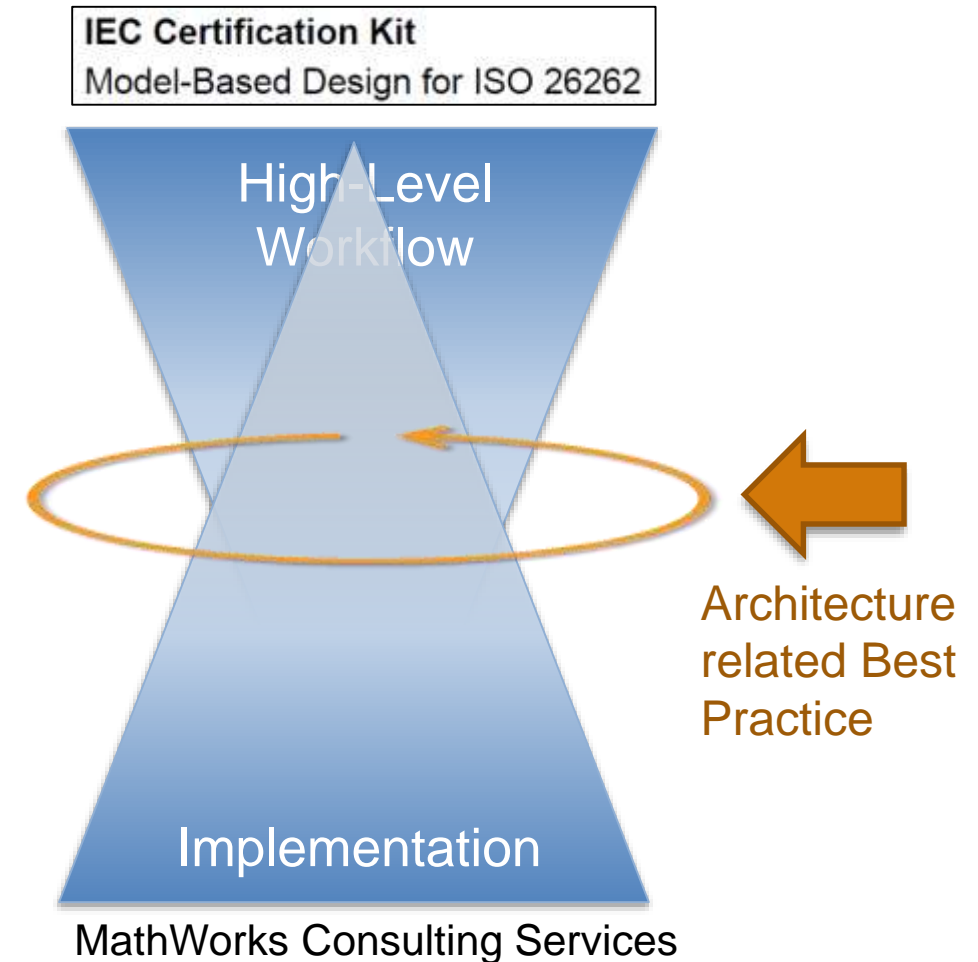 IEC Certification Kit
Model-Based Design for ISO 26262
High-Level
Workflow
Architecture
related Best
Practice
Implementation
MathWorks Consulting Services